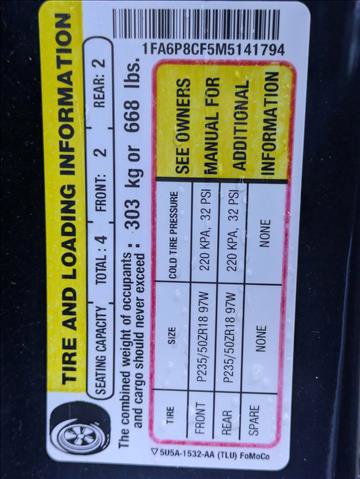 1FA6P8CF5M5141794
TIRE AND LOADING INFORMATION
SEATING CAPACITY TOTAL : 4 FRONT: 2 REAR: 2
The combined weight of occupants : 303 kg or 668 lbs.
and cargo should never exceed :
TIRE SIZE COLD TIRE PRESSURE SEE OWNERS
FRONT P235/50ZR18 97W 220 KPA, 32 PSI MANUAL FOR
REAR P235/50ZR18 97W 220 KPA, 32 PSI ADDITIONAL
SPARE NONE NONE INFORMATION
▽ 5U5A-1532-AA (TLU) FoMoCo